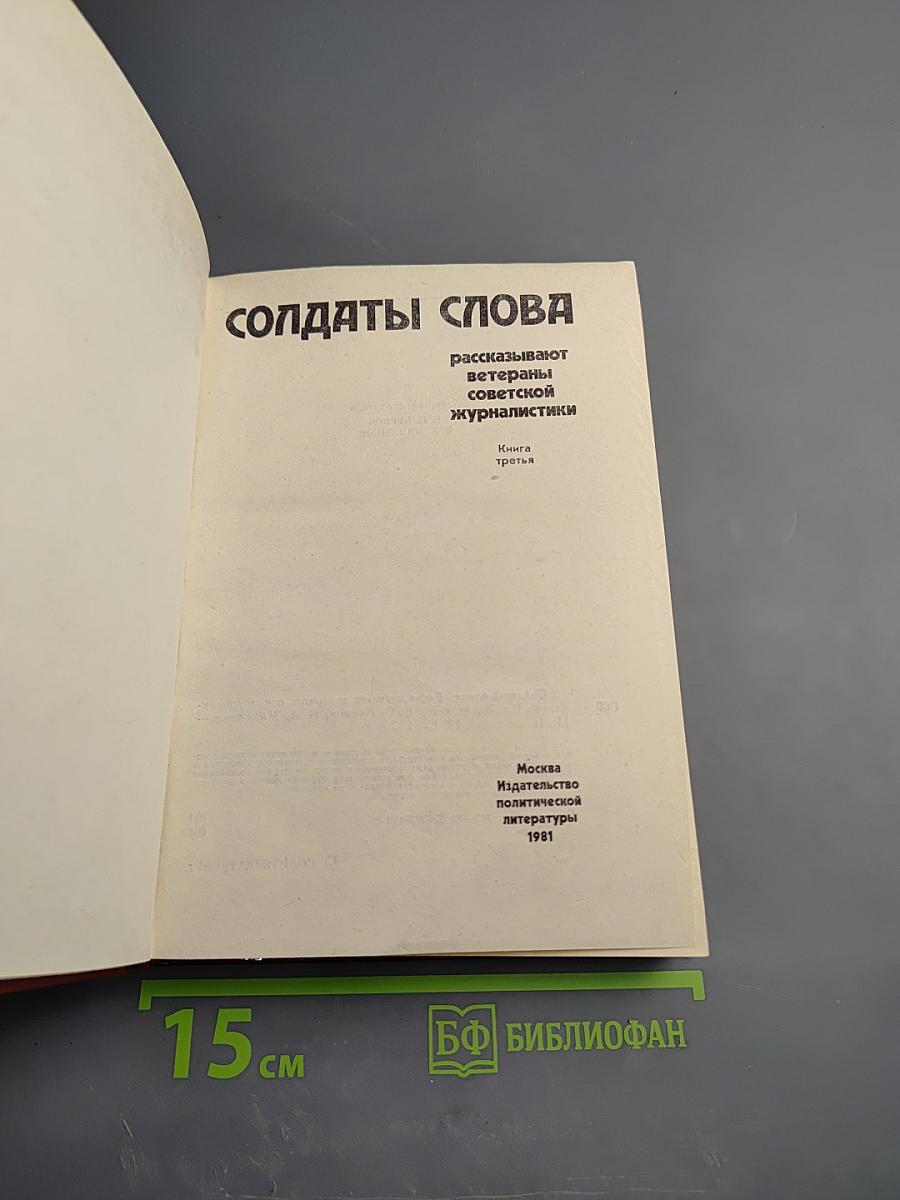 СОЛДАТЫ СЛОВА
рассказывают
ветераны
советской
журналистики
Книга
третья
Москва
Издательство
политической
литературы
1981
15 см
БФ БИБЛИОФАН